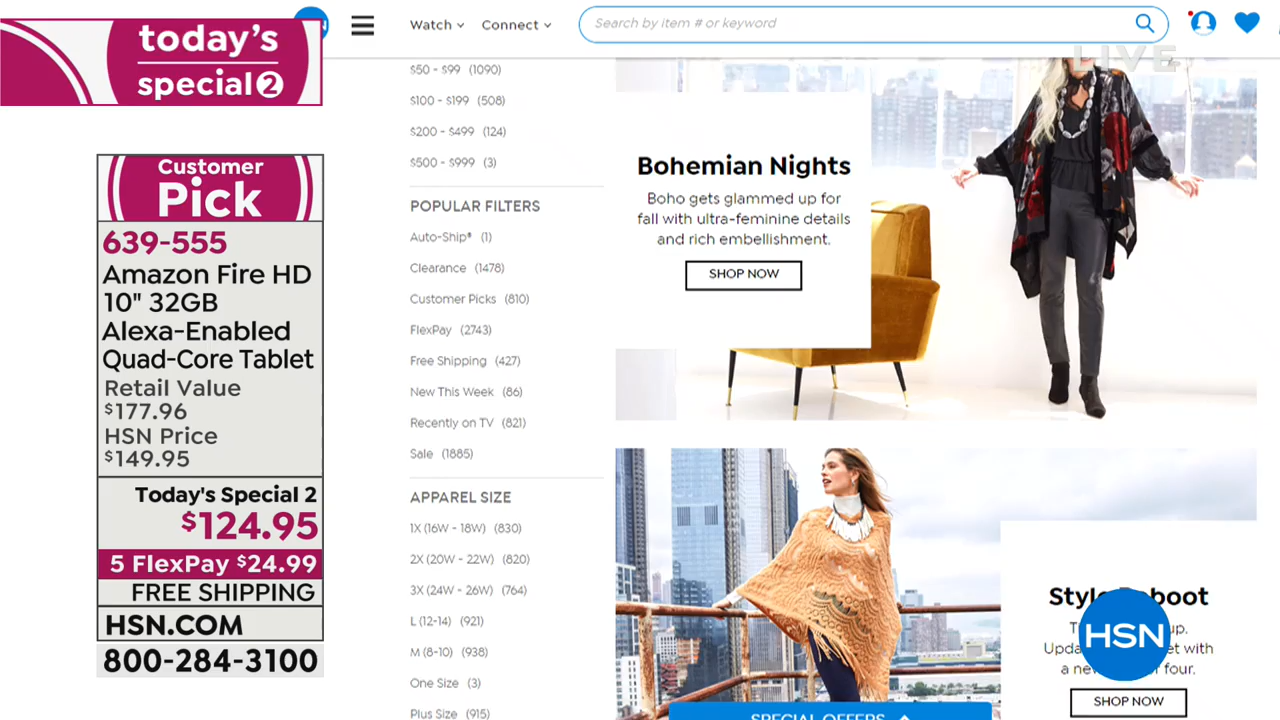 today's
special 2
Customer
Pick
639-555
Amazon Fire HD
10" 32GB
Alexa-Enabled
Quad-Core Tablet
Retail Value
$177.96
HSN Price
$149.95
Today's Special 2
$124.95
5 FlexPay $24.99
FREE SHIPPING
HSN.COM
800-284-3100
Watch
Connect
Search by item # or keyword
LIVE
$50 - $99 (1090)
$100 - $199 (508)
$200 - $499 (124)
$500 - $999 (3)
POPULAR FILTERS
Auto-Ship® (1)
Clearance (1478)
Customer Picks (810)
FlexPay (2743)
Free Shipping (427)
New This Week (86)
Recently on TV (821)
Sale (1885)
APPAREL SIZE
1X (16W - 18W) (830)
2X (20W - 22W) (820)
3X (24W - 26W) (764)
L (12-14) (921)
M (8-10) (938)
One Size (3)
Plus Size (915)
Bohemian Nights
Boho gets glammed up for
fall with ultra-feminine details
and rich embellishment.
SHOP NOW
HSN
with
four.
SHOP NOW
SPECIAL OFFERS